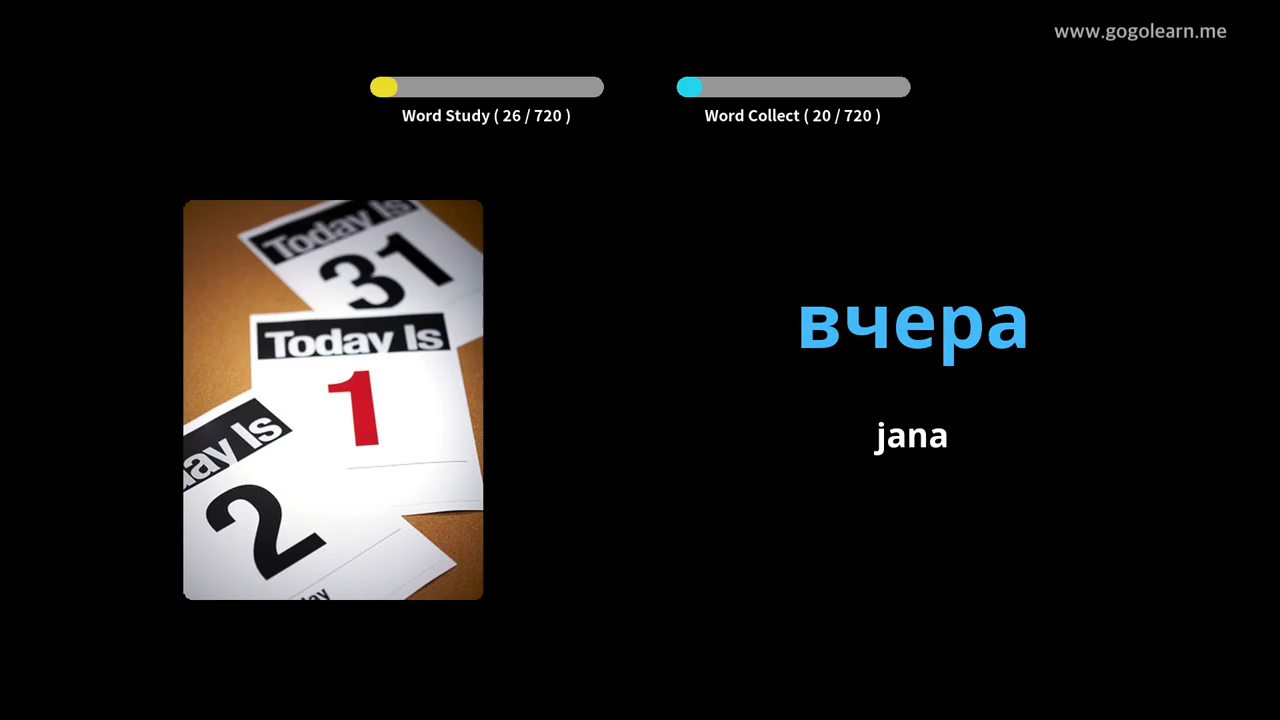 www.gogolearn.me
Word Study ( 26 / 720 )
Word Collect ( 20 / 720 )
Today Is
31
Today Is
1
ay Is
2
ay
вчера
jana